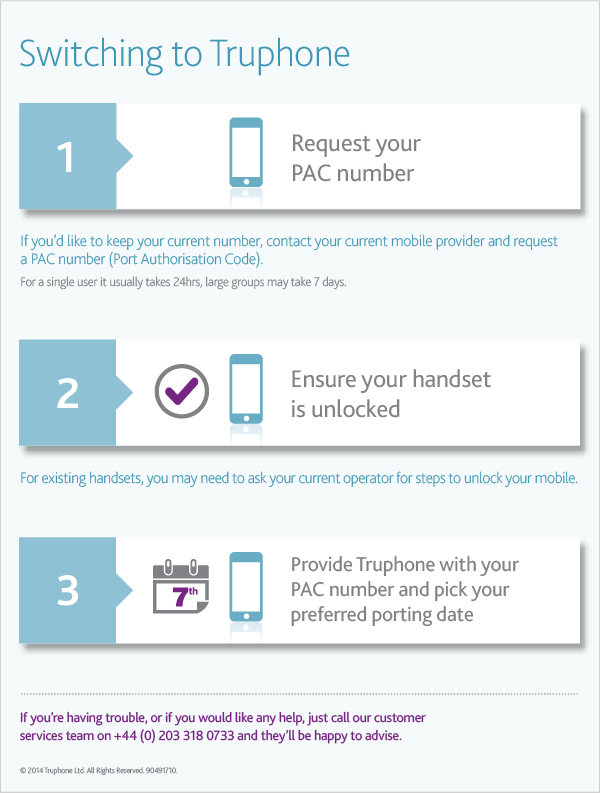 Switching to Truphone
1
Request your
PAC number
If you’d like to keep your current number, contact your current mobile provider and request
a PAC number (Port Authorisation Code).
For a single user it usually takes 24hrs, large groups may take 7 days.
2
Ensure your handset
is unlocked
For existing handsets, you may need to ask your current operator for steps to unlock your mobile.
3
7th
Provide Truphone with your
PAC number and pick your
preferred porting date
If you’re having trouble, or if you would like any help, just call our customer
services team on +44 (0) 203 318 0733 and they’ll be happy to advise.
© 2014 Truphone Ltd. All Rights Reserved. 90491710.